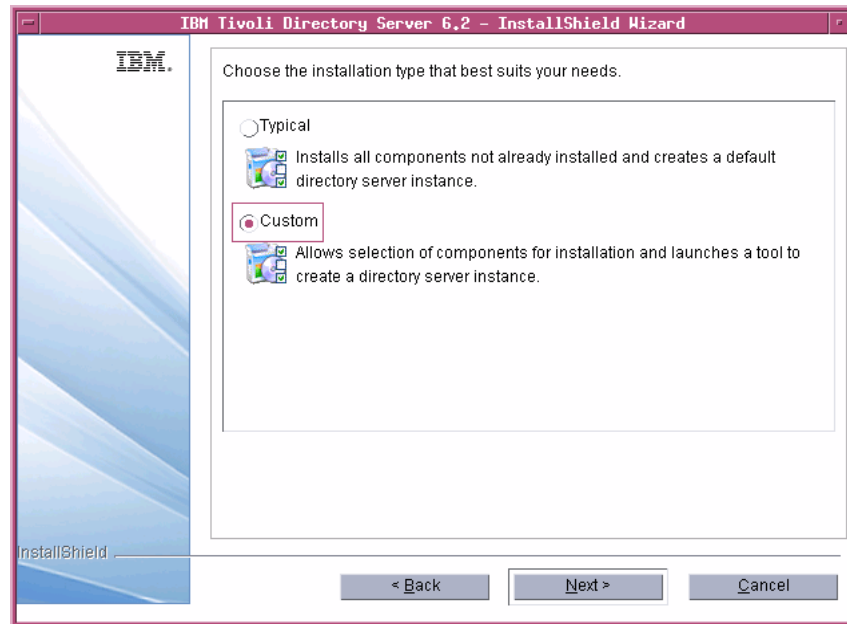 IBM Tivoli Directory Server 6.2 - InstallShield Wizard
IBM.
Choose the installation type that best suits your needs.
Typical
Installs all components not already installed and creates a default
directory server instance.
Custom
Allows selection of components for installation and launches a tool to
create a directory server instance.
InstallShield
< Back
Next >
Cancel